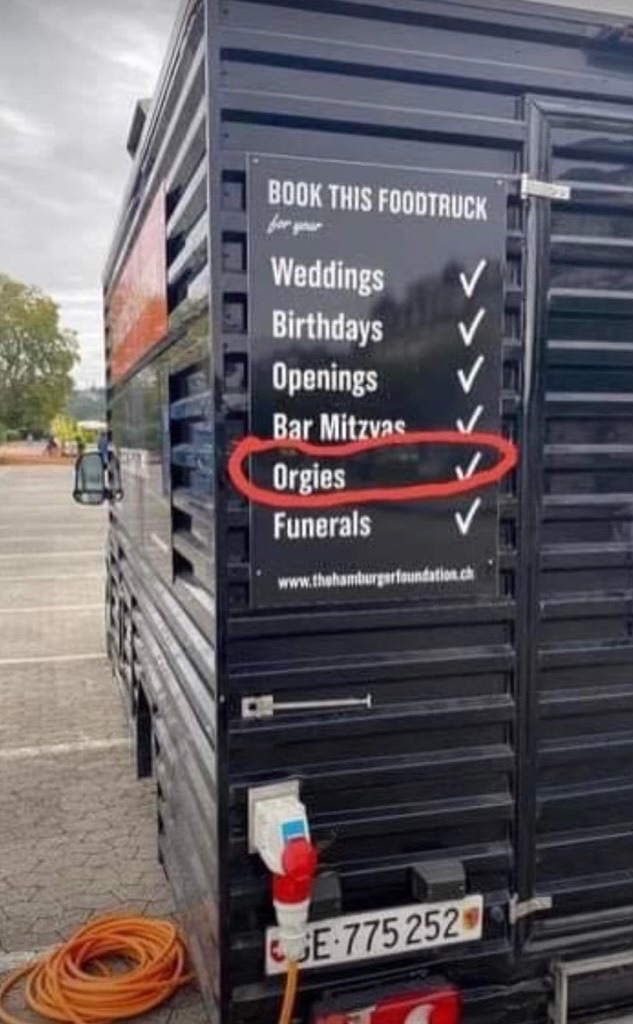 BOOK THIS FOODTRUCK
for your
Weddings ✓
Birthdays ✓
Openings ✓
Bar Mitzvas ✓
Orgies ✓
Funerals ✓
www.thehamburgerfoundation.ch
GE·775 252